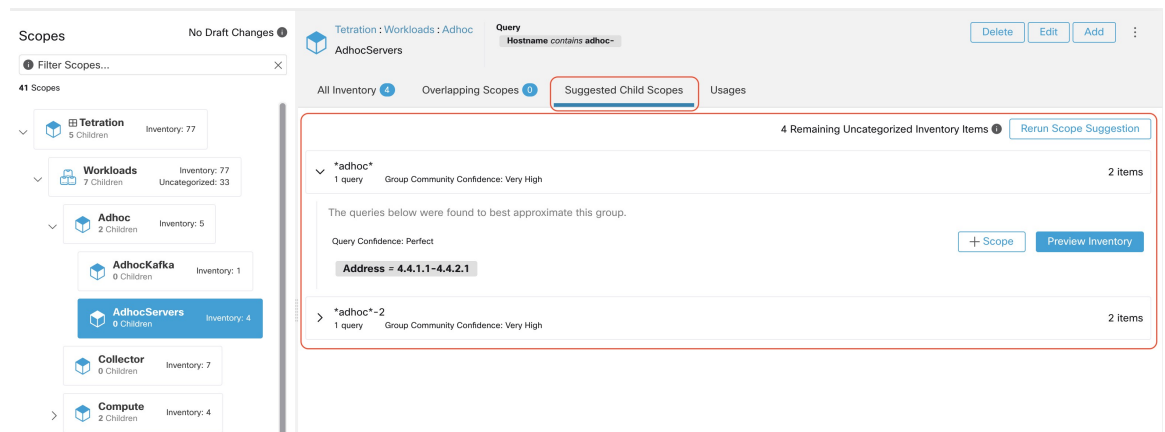 Scopes
No Draft Changes
Filter Scopes...
41 Scopes
Tetration
5 Children
Inventory: 77
Workloads
7 Children
Inventory: 77
Uncategorized: 33
Adhoc
2 Children
Inventory: 5
AdhocKafka
0 Children
Inventory: 1
AdhocServers
0 Children
Inventory: 4
Collector
0 Children
Inventory: 7
Compute
2 Children
Inventory: 4
Tetration : Workloads : Adhoc
AdhocServers
Query
Hostname contains adhoc-
Delete
Edit
Add
All Inventory 4
Overlapping Scopes 0
Suggested Child Scopes
Usages
4 Remaining Uncategorized Inventory Items
Rerun Scope Suggestion
*adhoc*
1 query Group Community Confidence: Very High
2 items
The queries below were found to best approximate this group.
Query Confidence: Perfect
+ Scope
Preview Inventory
Address = 4.4.1.1-4.4.2.1
*adhoc*-2
1 query Group Community Confidence: Very High
2 items